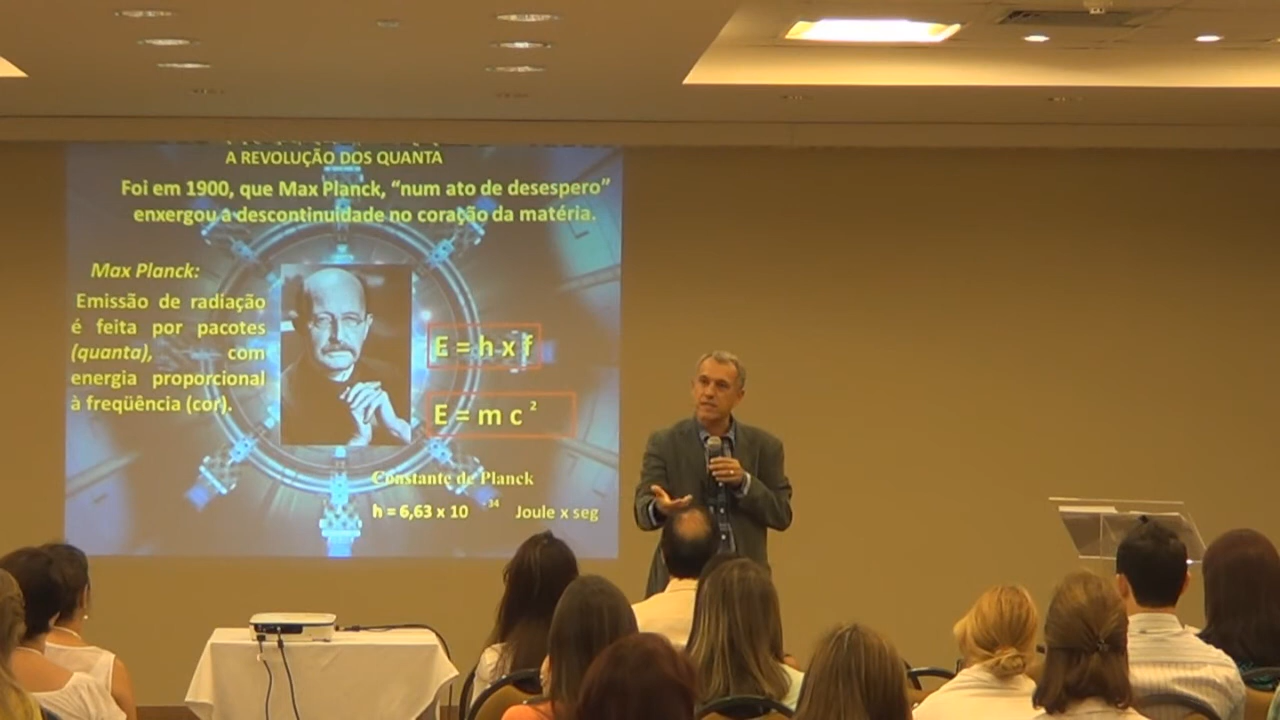 A REVOLUÇÃO DOS QUANTA
Foi em 1900, que Max Planck, “num ato de desespero”
enxergou a descontinuidade no coração da matéria.
Max Planck:
Emissão de radiação
é feita por pacotes
(quanta), com
energia proporcional
à freqüência (cor).
E = h x f
E = m c ²
Constante de Planck
h = 6,63 x 10 ⁻³⁴ Joule x seg